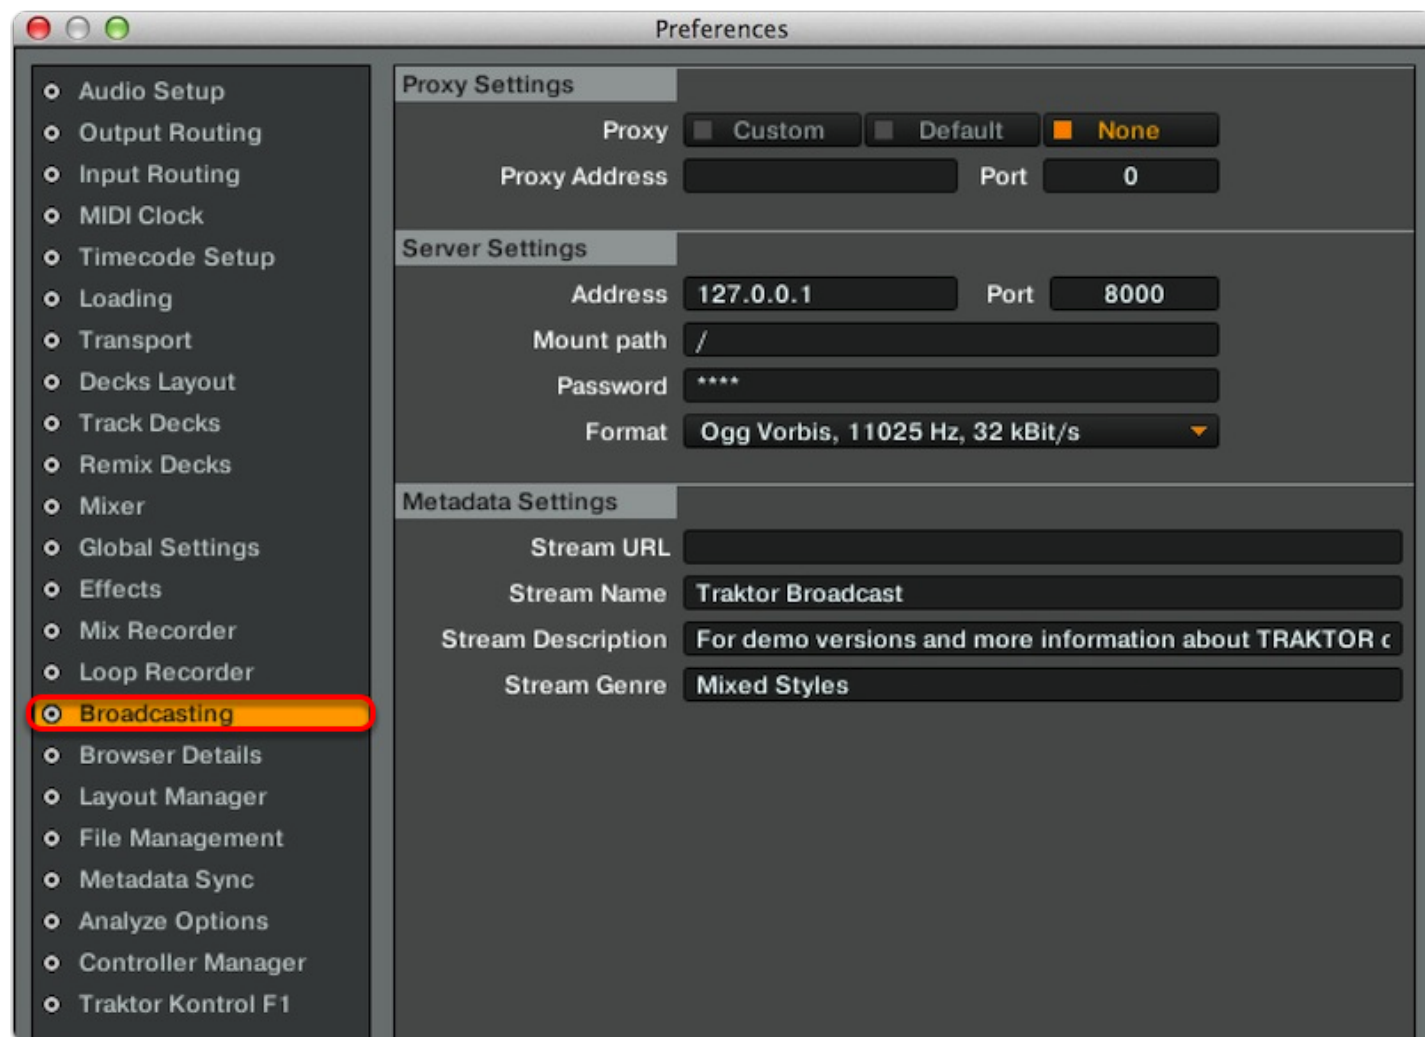 Preferences
Audio Setup
Output Routing
Input Routing
MIDI Clock
Timecode Setup
Loading
Transport
Decks Layout
Track Decks
Remix Decks
Mixer
Global Settings
Effects
Mix Recorder
Loop Recorder
Broadcasting
Browser Details
Layout Manager
File Management
Metadata Sync
Analyze Options
Controller Manager
Traktor Kontrol F1
Proxy Settings
Proxy Custom Default None
Proxy Address Port 0
Server Settings
Address 127.0.0.1 Port 8000
Mount path /
Password ****
Format Ogg Vorbis, 11025 Hz, 32 kBit/s
Metadata Settings
Stream URL
Stream Name Traktor Broadcast
Stream Description For demo versions and more information about TRAKTOR
Stream Genre Mixed Styles